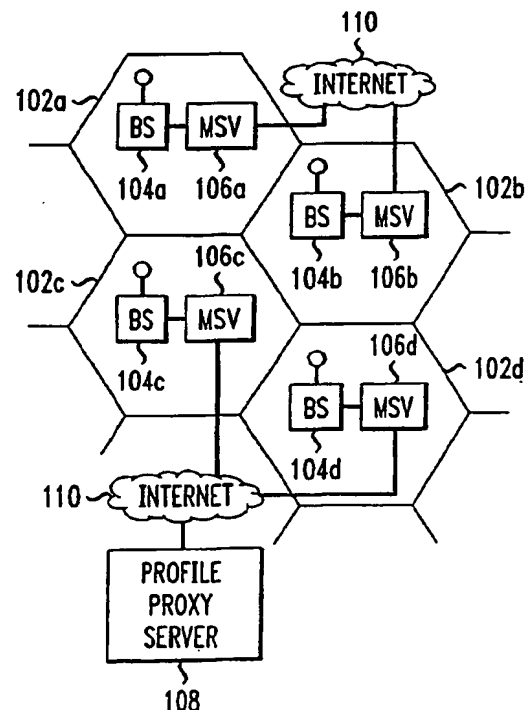 110
INTERNET
102a
BS
MSV
104a
106a
102b
BS
MSV
104b
106b
102c
106c
BS
MSV
104c
106d
102d
BS
MSV
104d
110
INTERNET
PROFILE
PROXY
SERVER
108